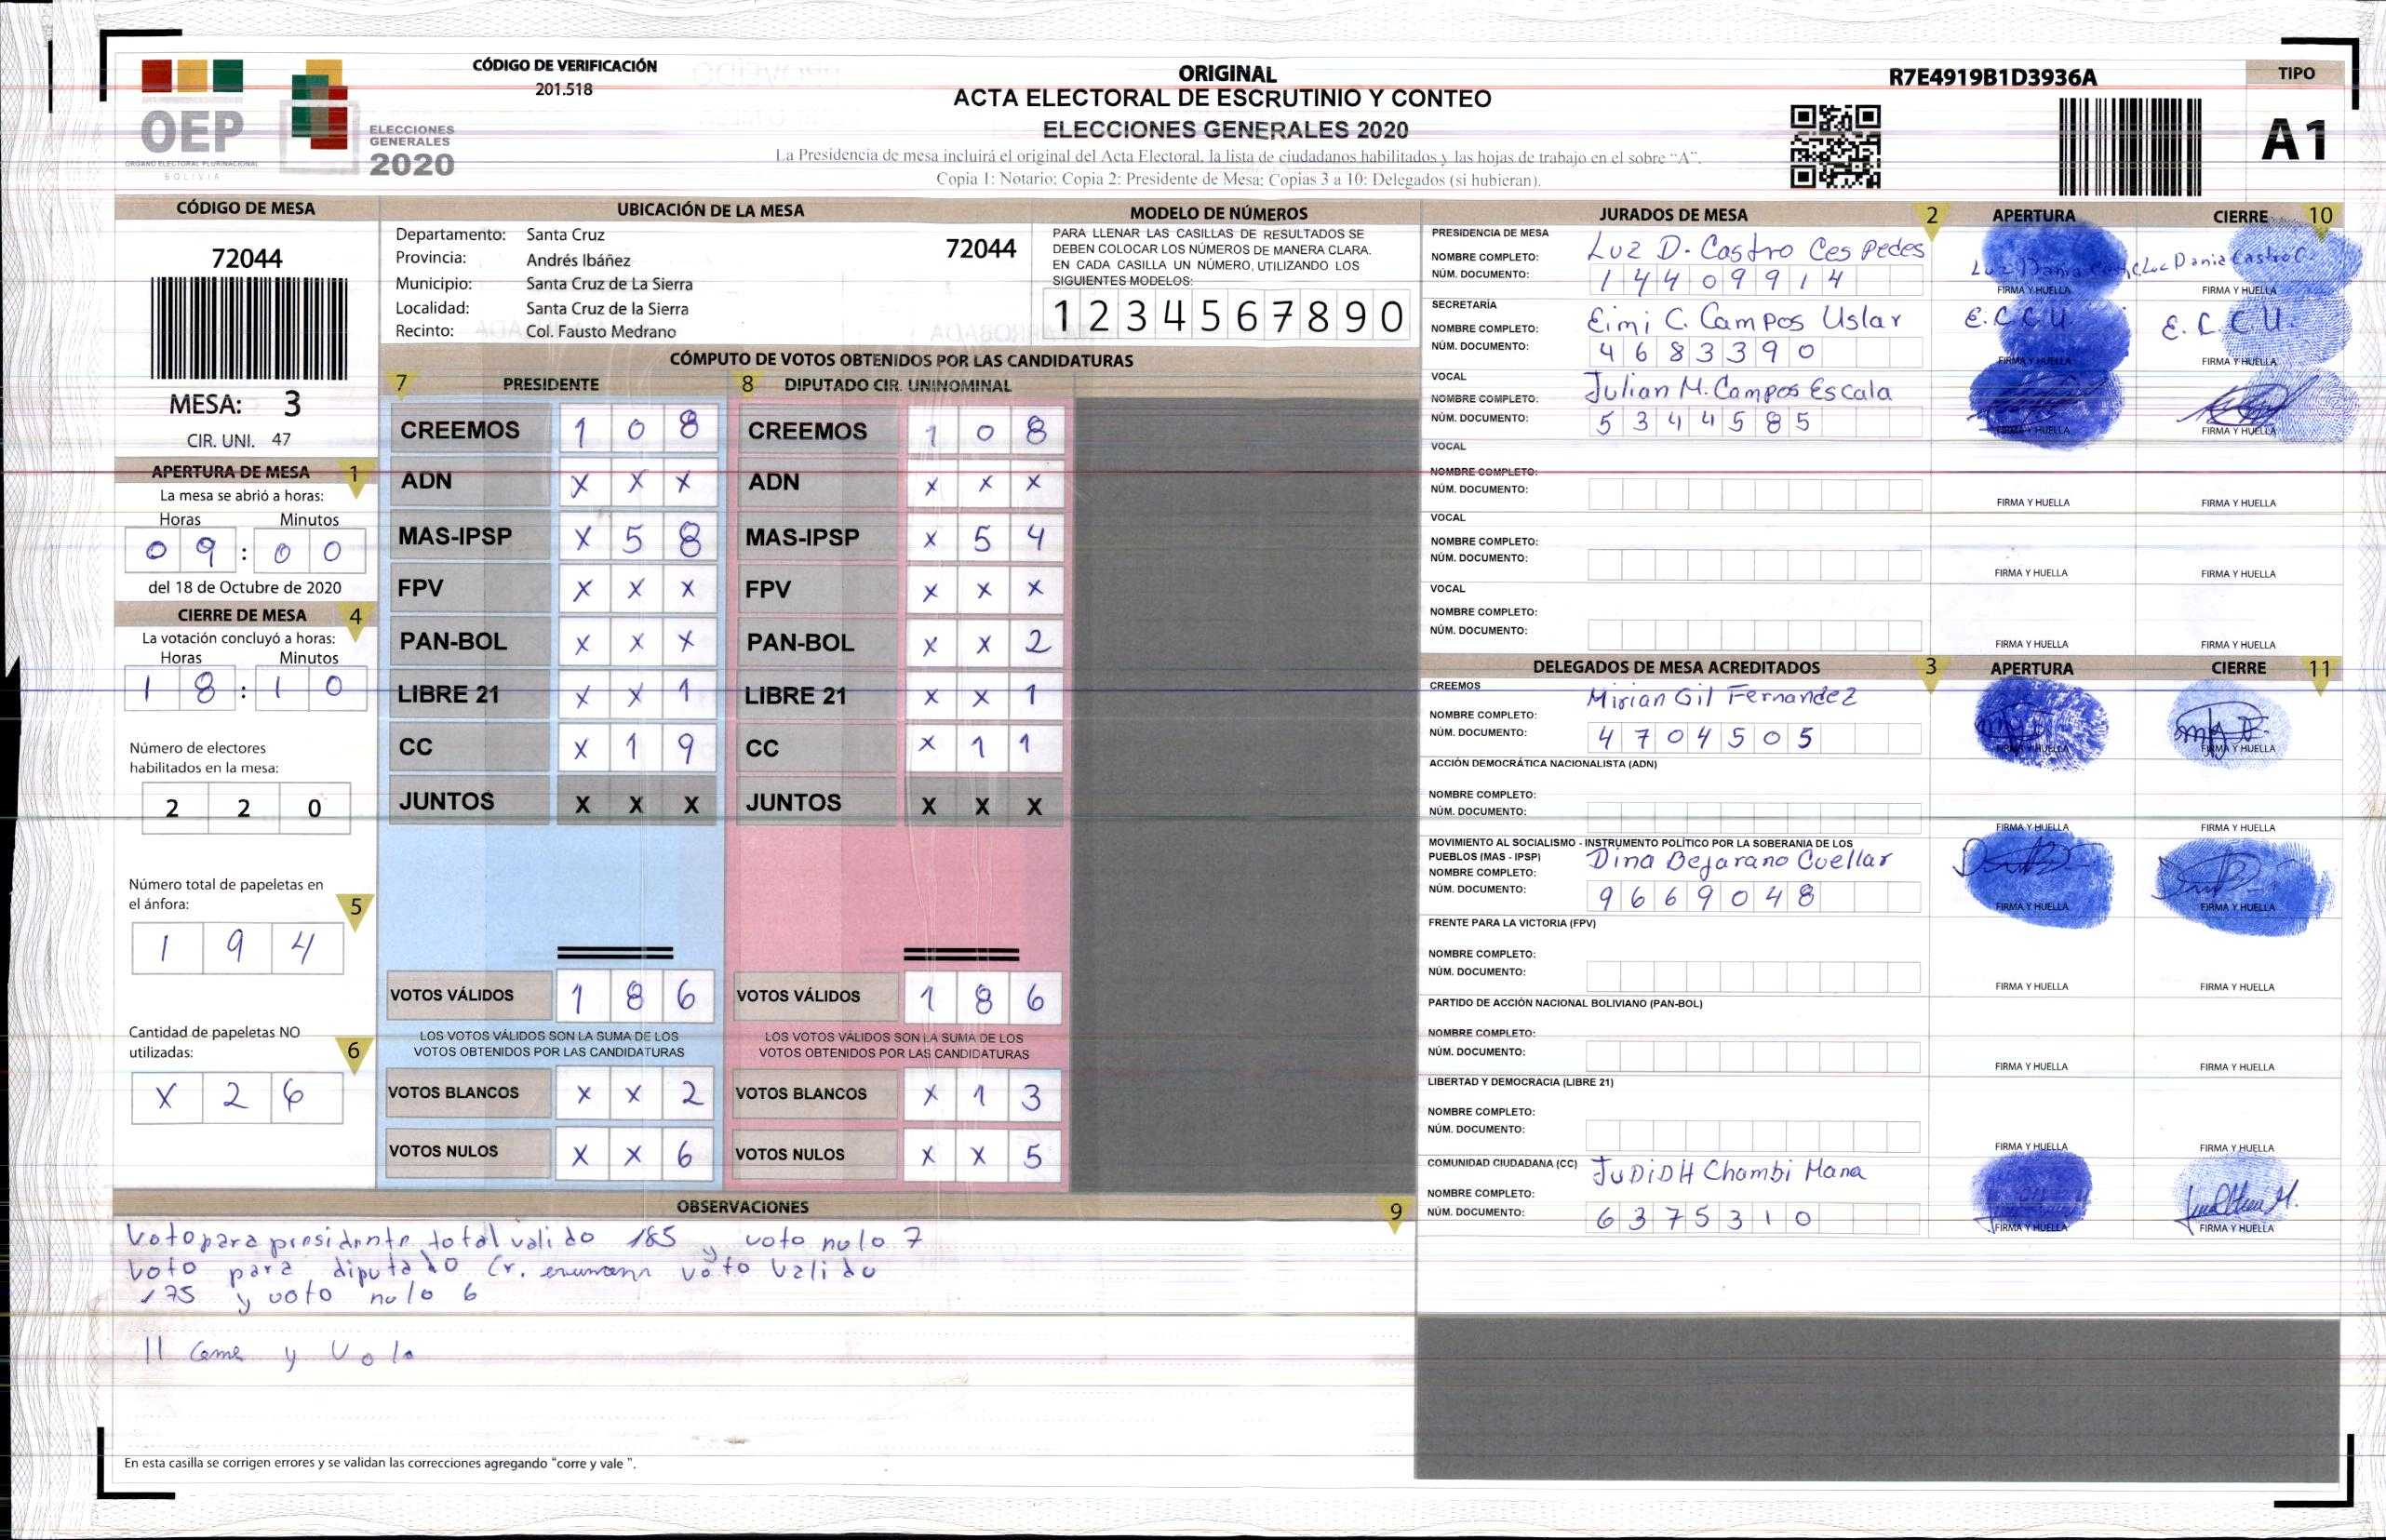 OEP
ÓRGANO ELECTORAL PLURINACIONAL
BOLIVIA
ELECCIONES
GENERALES
2020
CÓDIGO DE VERIFICACIÓN
201.518
ORIGINAL
ACTA ELECTORAL DE ESCRUTINIO Y CONTEO
ELECCIONES GENERALES 2020
La Presidencia de mesa incluirá el original del Acta Electoral, la lista de ciudadanos habilitados y las hojas de trabajo en el sobre "A".
Copia 1: Notario; Copia 2: Presidente de Mesa; Copias 3 a 10: Delegados (si hubieran).
R7E4919B1D3936A
TIPO
A1
CÓDIGO DE MESA
72044
MESA: 3
CIR. UNI. 47
APERTURA DE MESA 1
La mesa se abrió a horas:
Horas Minutos
0 9 : 0 0
del 18 de Octubre de 2020
CIERRE DE MESA 4
La votación concluyó a horas:
Horas Minutos
1 8 : 1 0
Número de electores
habilitados en la mesa:
2 2 0
Número total de papeletas en
el ánfora: 5
1 9 4
Cantidad de papeletas NO
utilizadas: 6
X 2 6
UBICACIÓN DE LA MESA
Departamento: Santa Cruz
Provincia: Andrés Ibáñez
Municipio: Santa Cruz de La Sierra
Localidad: Santa Cruz de la Sierra
Recinto: Col. Fausto Medrano
72044
MODELO DE NÚMEROS
PARA LLENAR LAS CASILLAS DE RESULTADOS SE
DEBEN COLOCAR LOS NÚMEROS DE MANERA CLARA.
EN CADA CASILLA UN NÚMERO, UTILIZANDO LOS
SIGUIENTES MODELOS:
1 2 3 4 5 6 7 8 9 0
CÓMPUTO DE VOTOS OBTENIDOS POR LAS CANDIDATURAS
7 PRESIDENTE
CREEMOS 1 0 8
ADN X X X
MAS-IPSP X 5 8
FPV X X X
PAN-BOL X X X
LIBRE 21 X X 1
CC X 1 9
JUNTOS X X X
VOTOS VÁLIDOS 1 8 6
LOS VOTOS VÁLIDOS SON LA SUMA DE LOS
VOTOS OBTENIDOS POR LAS CANDIDATURAS
VOTOS BLANCOS X X 2
VOTOS NULOS X X 6
8 DIPUTADO CIR. UNINOMINAL
CREEMOS 1 0 8
ADN X X X
MAS-IPSP X 5 4
FPV X X X
PAN-BOL X X 2
LIBRE 21 X X 1
CC X 1 1
JUNTOS X X X
VOTOS VÁLIDOS 1 8 6
LOS VOTOS VÁLIDOS SON LA SUMA DE LOS
VOTOS OBTENIDOS POR LAS CANDIDATURAS
VOTOS BLANCOS X 1 3
VOTOS NULOS X X 5
OBSERVACIONES 9
Voto para presidente total valido 185 y voto nulo 7
voto para diputado voto valido
175 y voto nulo 6
En esta casilla se corrigen errores y se validan las correcciones agregando "corre y vale ".
JURADOS DE MESA 2 APERTURA CIERRE 10
PRESIDENCIA DE MESA
NOMBRE COMPLETO: Luz D. Castro Cespedes
NÚM. DOCUMENTO: 1 4 4 0 9 9 1 4
FIRMA Y HUELLA Luz Dania Castro C. FIRMA Y HUELLA
SECRETARÍA
NOMBRE COMPLETO: Eimi C. Campos Uslar
NÚM. DOCUMENTO: 4 6 8 3 3 9 0
E.C.C.U. FIRMA Y HUELLA E.C.C.U. FIRMA Y HUELLA
VOCAL
NOMBRE COMPLETO: Julian M. Campos Escala
NÚM. DOCUMENTO: 5 3 4 4 5 8 5
FIRMA Y HUELLA FIRMA Y HUELLA
VOCAL
NOMBRE COMPLETO:
NÚM. DOCUMENTO:
FIRMA Y HUELLA FIRMA Y HUELLA
VOCAL
NOMBRE COMPLETO:
NÚM. DOCUMENTO:
FIRMA Y HUELLA FIRMA Y HUELLA
VOCAL
NOMBRE COMPLETO:
NÚM. DOCUMENTO:
FIRMA Y HUELLA FIRMA Y HUELLA
DELEGADOS DE MESA ACREDITADOS 3 APERTURA CIERRE 11
CREEMOS
NOMBRE COMPLETO: Mirian Gil Fernandez
NÚM. DOCUMENTO: 4 7 0 4 5 0 5
FIRMA Y HUELLA FIRMA Y HUELLA
ACCIÓN DEMOCRÁTICA NACIONALISTA (ADN)
NOMBRE COMPLETO:
NÚM. DOCUMENTO:
FIRMA Y HUELLA FIRMA Y HUELLA
MOVIMIENTO AL SOCIALISMO - INSTRUMENTO POLÍTICO POR LA SOBERANIA DE LOS
PUEBLOS (MAS - IPSP)
NOMBRE COMPLETO: Dina Bejarano Cuellar
NÚM. DOCUMENTO: 9 6 6 9 0 4 8
FIRMA Y HUELLA FIRMA Y HUELLA
FRENTE PARA LA VICTORIA (FPV)
NOMBRE COMPLETO:
NÚM. DOCUMENTO:
FIRMA Y HUELLA FIRMA Y HUELLA
PARTIDO DE ACCIÓN NACIONAL BOLIVIANO (PAN-BOL)
NOMBRE COMPLETO:
NÚM. DOCUMENTO:
FIRMA Y HUELLA FIRMA Y HUELLA
LIBERTAD Y DEMOCRACIA (LIBRE 21)
NOMBRE COMPLETO:
NÚM. DOCUMENTO:
FIRMA Y HUELLA FIRMA Y HUELLA
COMUNIDAD CIUDADANA (CC)
NOMBRE COMPLETO: JuDiDH Chambi Mana
NÚM. DOCUMENTO: 6 3 7 5 3 1 0
FIRMA Y HUELLA FIRMA Y HUELLA